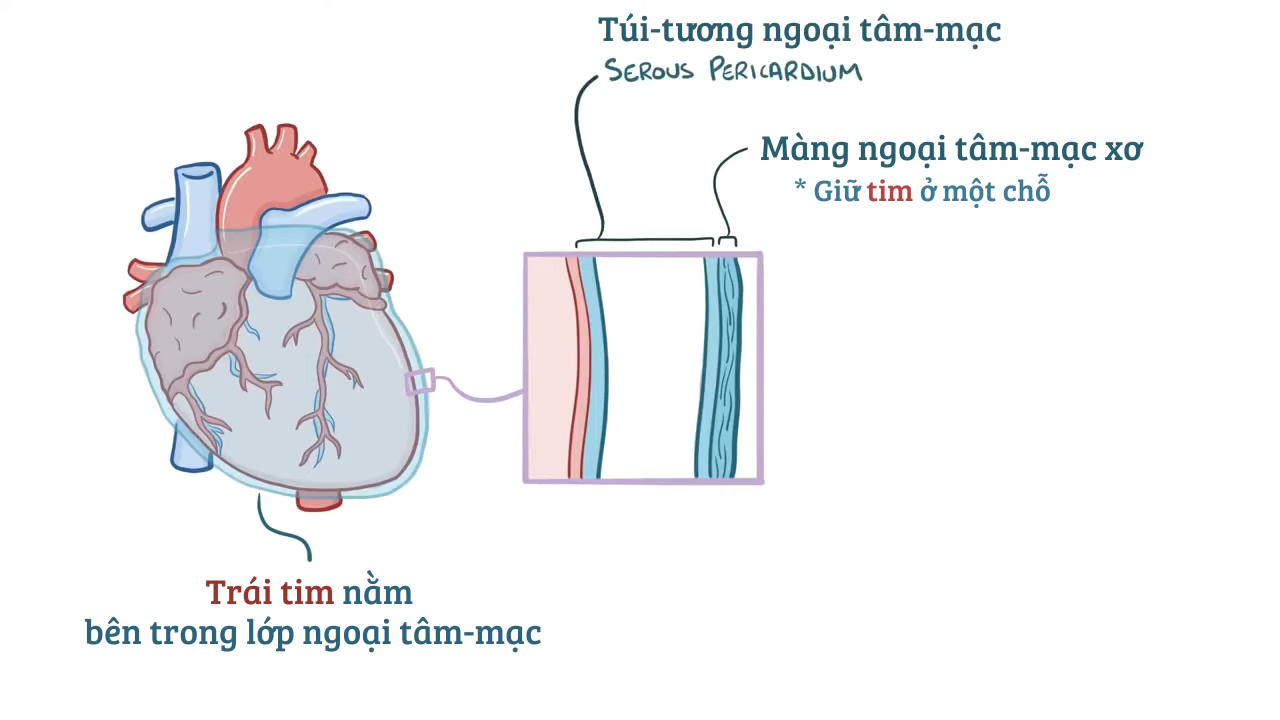 Túi-tương ngoại tâm-mạc
SEROUS PERICARDIUM
Màng ngoại tâm-mạc xơ
* Giữ tim ở một chỗ
Trái tim nằm
bên trong lớp ngoại tâm-mạc